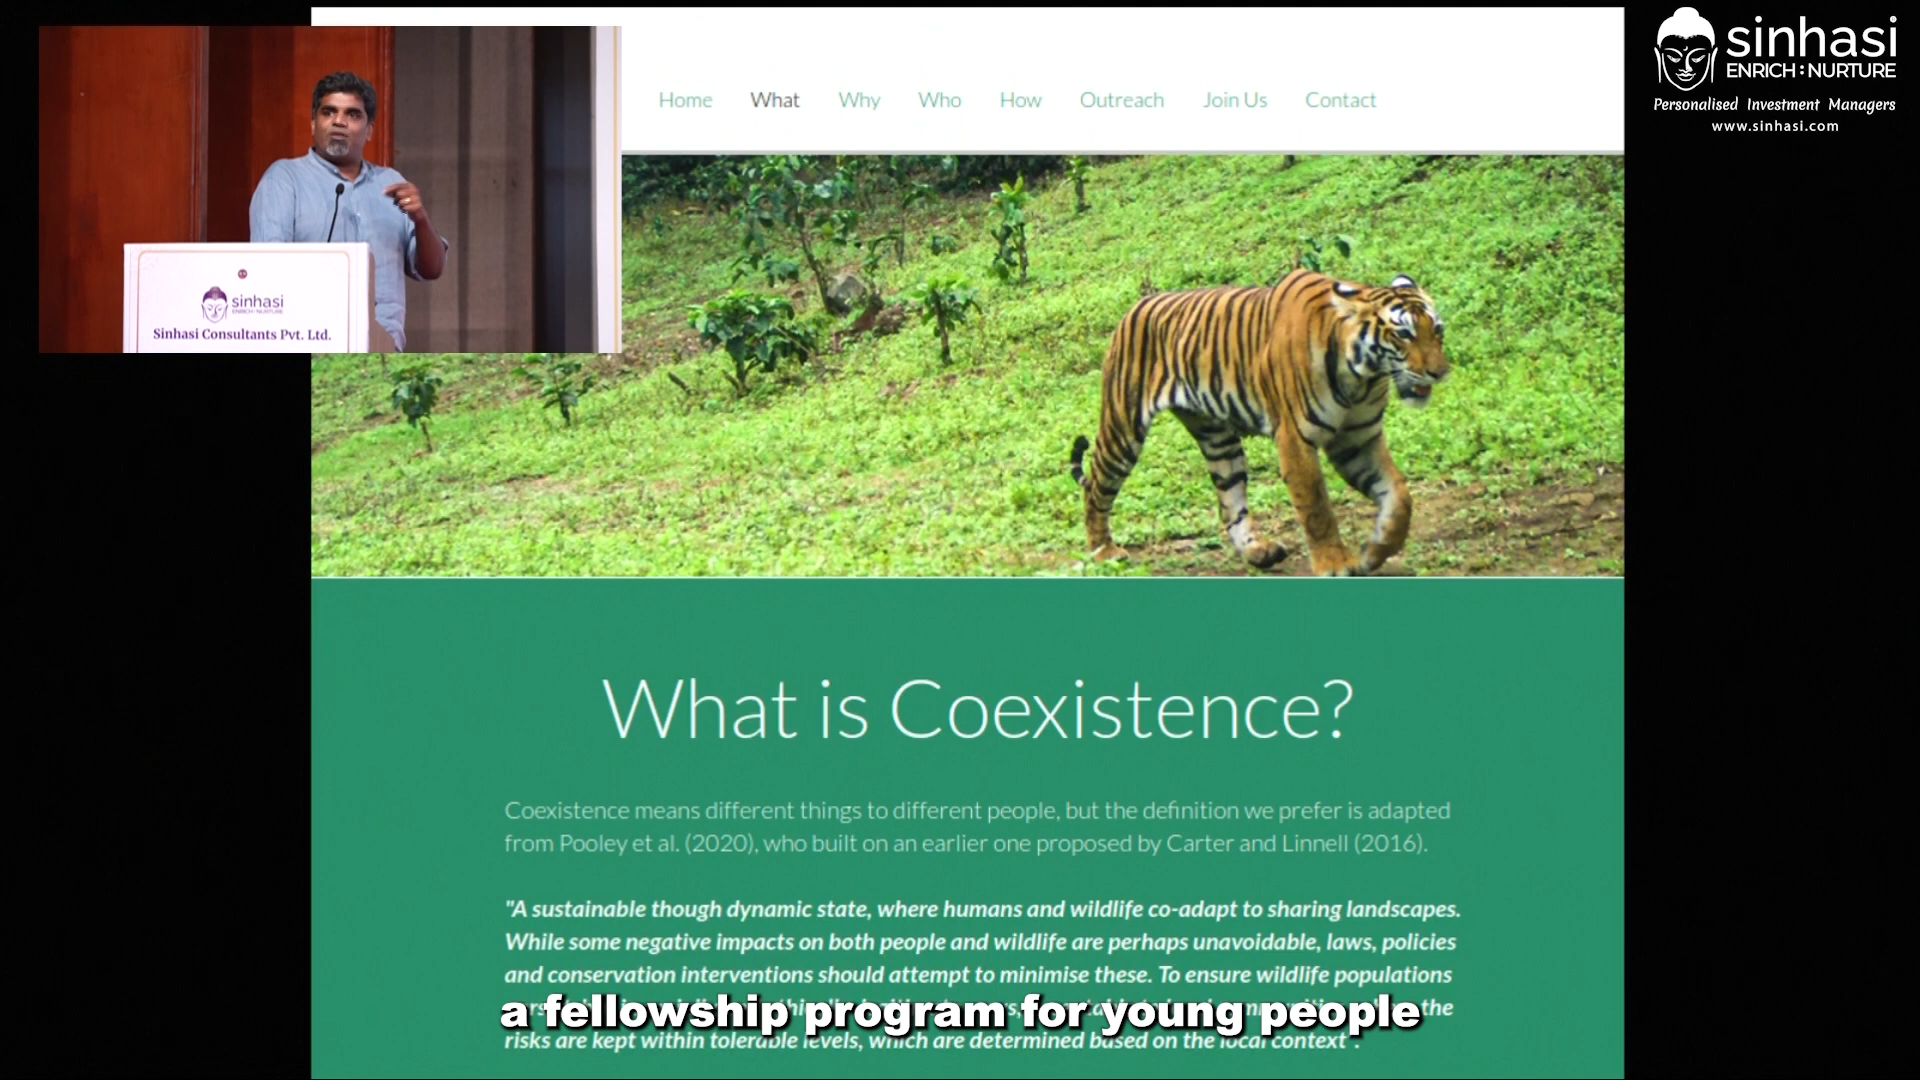 sinhasi
ENRICH : NURTURE
Personalised Investment Managers
www.sinhasi.com
Home What Why Who How Outreach Join Us Contact
sinhasi
ENRICH : NURTURE
Sinhasi Consultants Pvt. Ltd.
What is Coexistence?
Coexistence means different things to different people, but the definition we prefer is adapted
from Pooley et al. (2020), who built on an earlier one proposed by Carter and Linnell (2016).
"A sustainable though dynamic state, where humans and wildlife co-adapt to sharing landscapes.
While some negative impacts on both people and wildlife are perhaps unavoidable, laws, policies
and conservation interventions should attempt to minimise these. To ensure wildlife populations
the
a fellowship program for young people
risks are kept within tolerable levels, which are determined based on the local context".